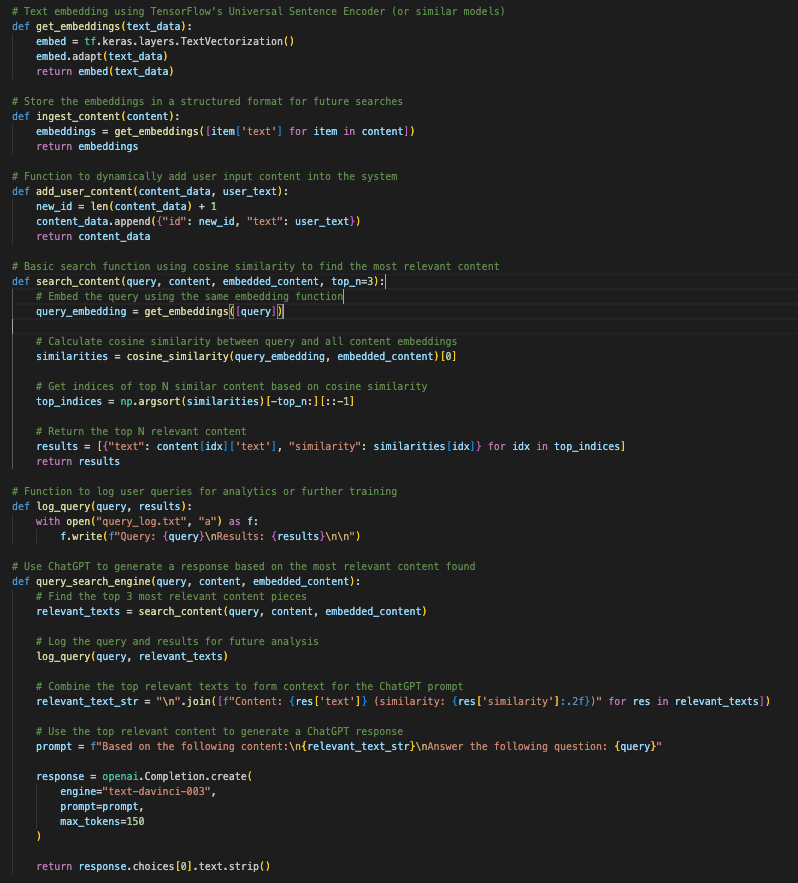 # Text embedding using TensorFlow's Universal Sentence Encoder (or similar models)
def get_embeddings(text_data):
    embed = tf.keras.layers.TextVectorization()
    embed.adapt(text_data)
    return embed(text_data)

# Store the embeddings in a structured format for future searches
def ingest_content(content):
    embeddings = get_embeddings([item['text'] for item in content])
    return embeddings

# Function to dynamically add user input content into the system
def add_user_content(content_data, user_text):
    new_id = len(content_data) + 1
    content_data.append({"id": new_id, "text": user_text})
    return content_data

# Basic search function using cosine similarity to find the most relevant content
def search_content(query, content, embedded_content, top_n=3):
    # Embed the query using the same embedding function
    query_embedding = get_embeddings([query])

    # Calculate cosine similarity between query and all content embeddings
    similarities = cosine_similarity(query_embedding, embedded_content)[0]

    # Get indices of top N similar content based on cosine similarity
    top_indices = np.argsort(similarities)[-top_n:][::-1]

    # Return the top N relevant content
    results = [{"text": content[idx]['text'], "similarity": similarities[idx]} for idx in top_indices]
    return results

# Function to log user queries for analytics or further training
def log_query(query, results):
    with open("query_log.txt", "a") as f:
        f.write(f"Query: {query}\nResults: {results}\n\n")

# Use ChatGPT to generate a response based on the most relevant content found
def query_search_engine(query, content, embedded_content):
    # Find the top 3 most relevant content pieces
    relevant_texts = search_content(query, content, embedded_content)

    # Log the query and results for future analysis
    log_query(query, relevant_texts)

    # Combine the top relevant texts to form context for the ChatGPT prompt
    relevant_text_str = "\n".join([f"Content: {res['text']} (similarity: {res['similarity']:.2f})" for res in relevant_texts])

    # Use the top relevant content to generate a ChatGPT response
    prompt = f"Based on the following content:\n{relevant_text_str}\nAnswer the following question: {query}"

    response = openai.Completion.create(
        engine="text-davinci-003",
        prompt=prompt,
        max_tokens=150
    )

    return response.choices[0].text.strip()